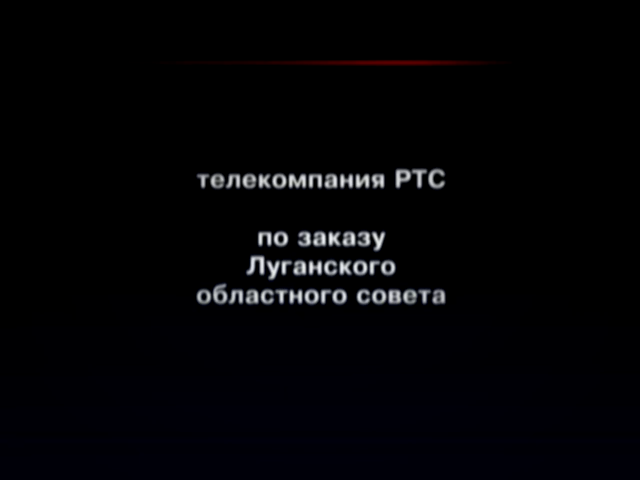 телекомпания РТС
по заказу
Луганского
областного совета